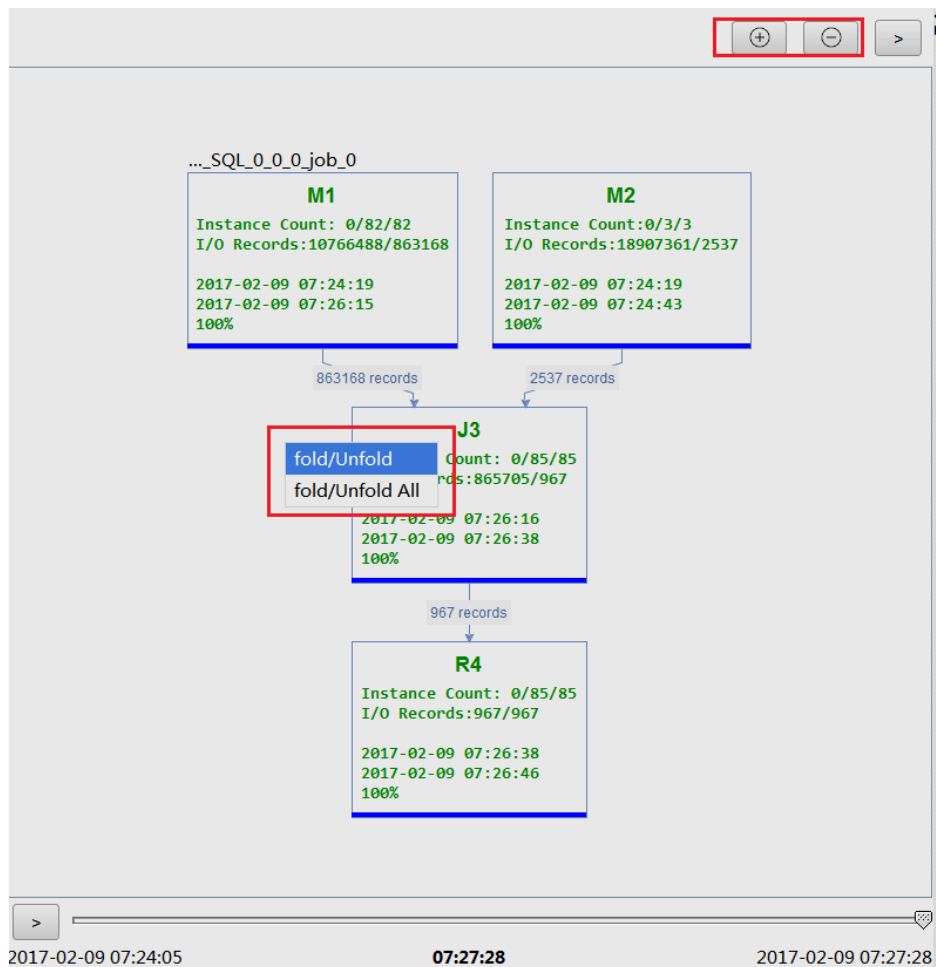 >
..._SQL_0_0_0_job_0
M1
Instance Count: 0/82/82
I/O Records:10766488/863168
2017-02-09 07:24:19
2017-02-09 07:26:15
100%
M2
Instance Count:0/3/3
I/O Records:18907361/2537
2017-02-09 07:24:19
2017-02-09 07:24:43
100%
863168 records
2537 records
J3
fold/Unfold
Count: 0/85/85
fold/Unfold All
rds:865705/967
2017-02-09 07:26:16
2017-02-09 07:26:38
100%
967 records
R4
Instance Count: 0/85/85
I/O Records:967/967
2017-02-09 07:26:38
2017-02-09 07:26:46
100%
>
2017-02-09 07:24:05
07:27:28
2017-02-09 07:27:28